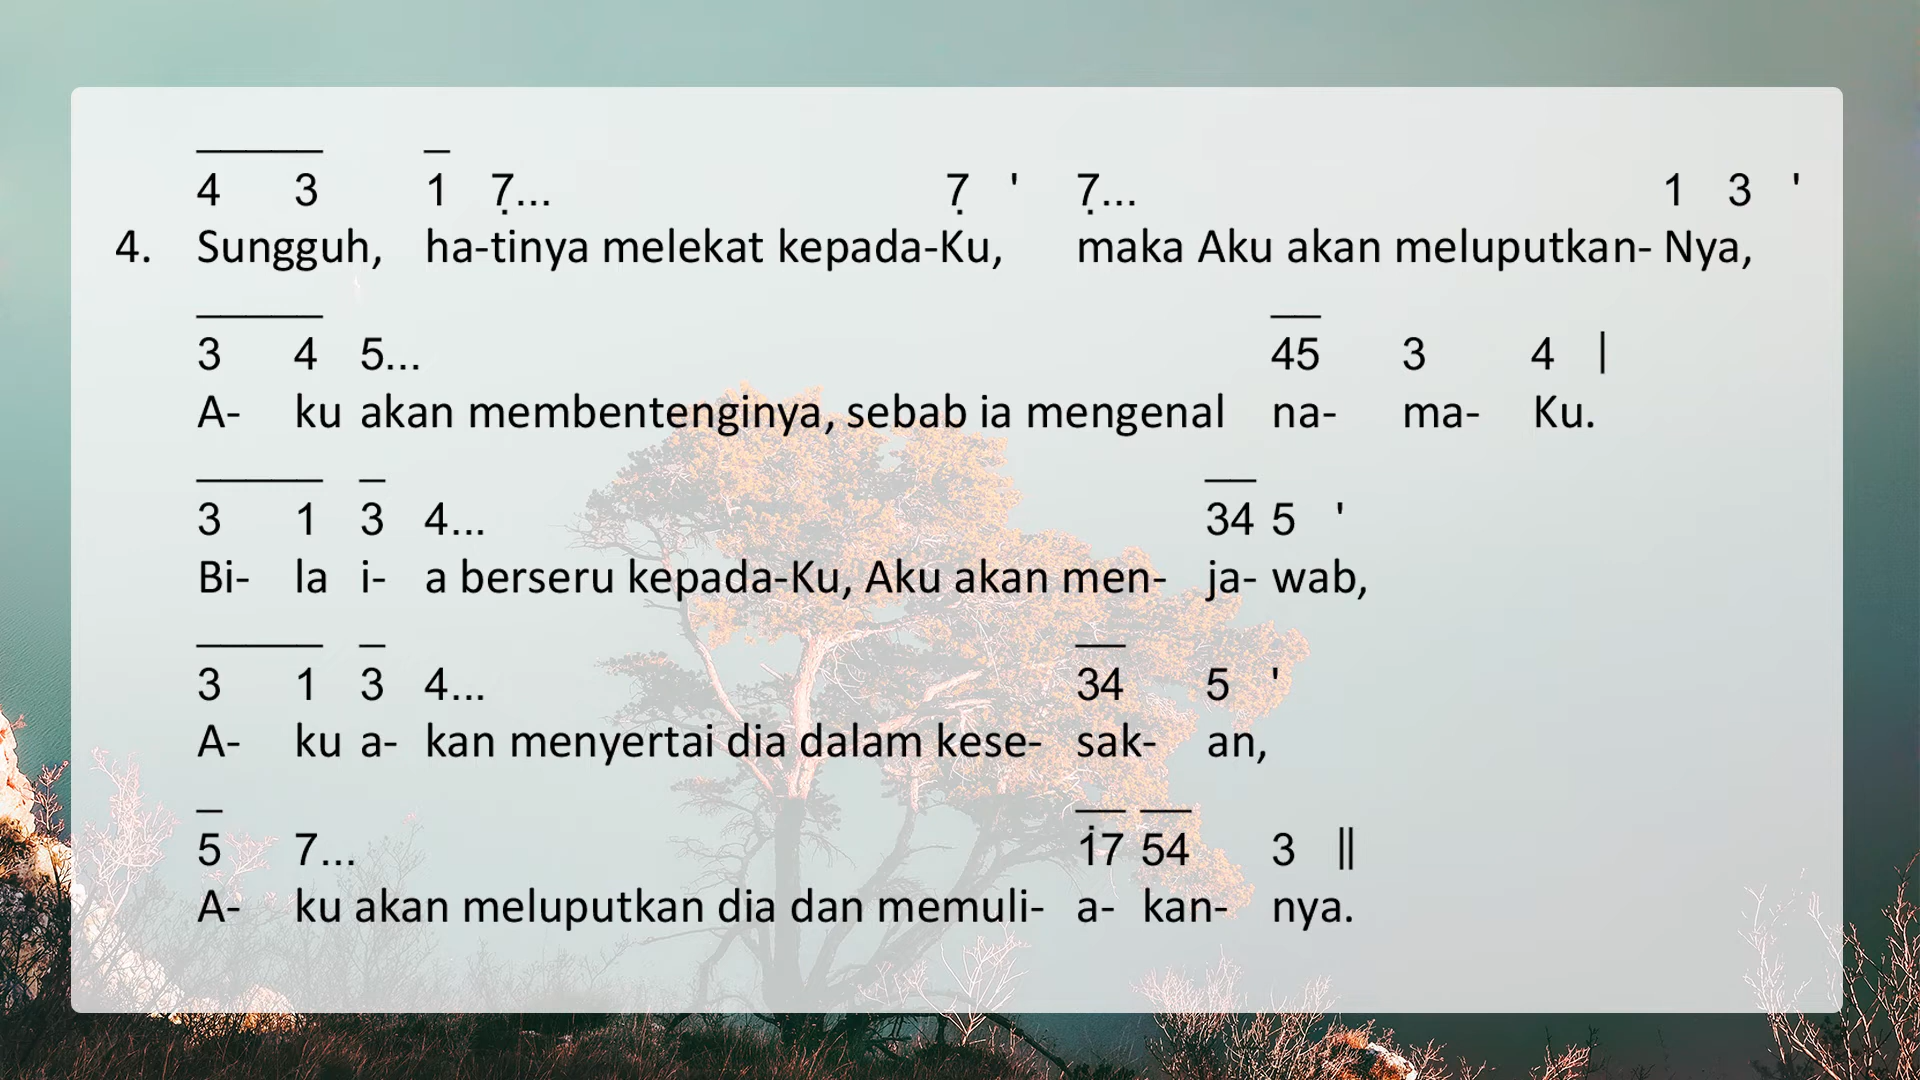 4 3 1 7̣... 7̣ ' 7̣... 1 3 '
4. Sungguh, ha-tinya melekat kepada-Ku, maka Aku akan meluputkan- Nya,
3 4 5... 45 3 4 |
A- ku akan membentenginya, sebab ia mengenal na- ma- Ku.
3 1 3 4... 34 5 '
Bi- la i- a berseru kepada-Ku, Aku akan men- ja- wab,
3 1 3 4... 34 5 '
A- ku a- kan menyertai dia dalam kese- sak- an,
5 7... 1̇7 54 3 ||
A- ku akan meluputkan dia dan memuli- a- kan- nya.